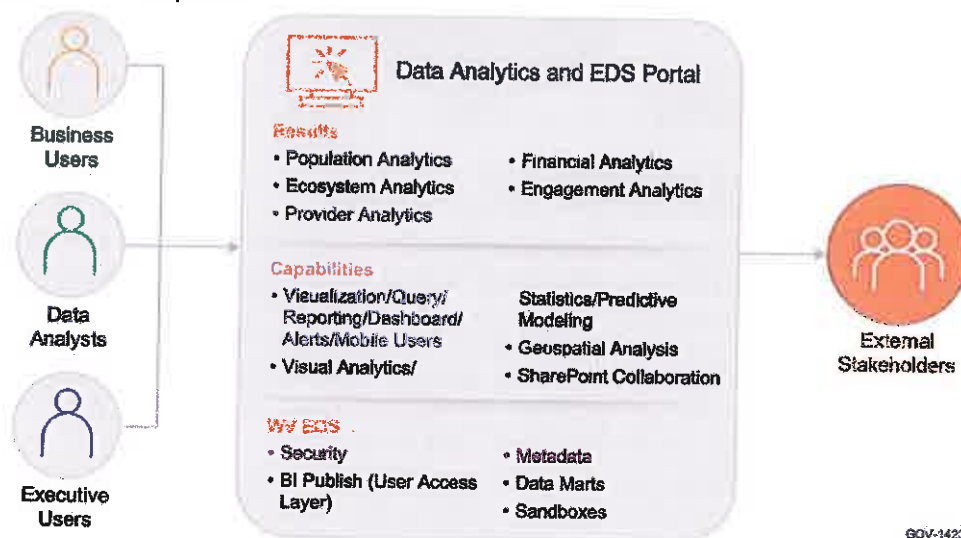 Business
Users
Data
Analysts
Executive
Users
Data Analytics and EDS Portal
Results
• Population Analytics
• Ecosystem Analytics
• Provider Analytics
• Financial Analytics
• Engagement Analytics
Capabilities
• Visualization/Query/
Reporting/Dashboard/
Alerts/Mobile Users
• Visual Analytics/
Statistics/Predictive
Modeling
• Geospatial Analysis
• SharePoint Collaboration
WV EDS
• Security
• BI Publish (User Access
Layer)
• Metadata
• Data Marts
• Sandboxes
External
Stakeholders